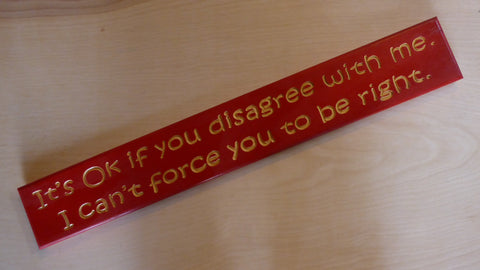 It's Ok if you disagree with me.
I can't force you to be right.